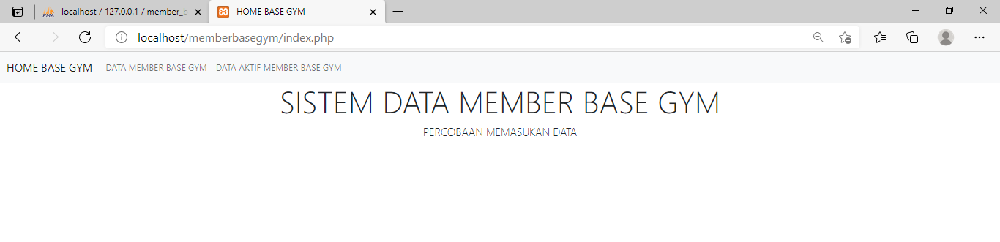 PMA localhost / 127.0.0.1 / member_b HOME BASE GYM
localhost/memberbasegym/index.php
HOME BASE GYM DATA MEMBER BASE GYM DATA AKTIF MEMBER BASE GYM
SISTEM DATA MEMBER BASE GYM
PERCOBAAN MEMASUKAN DATA